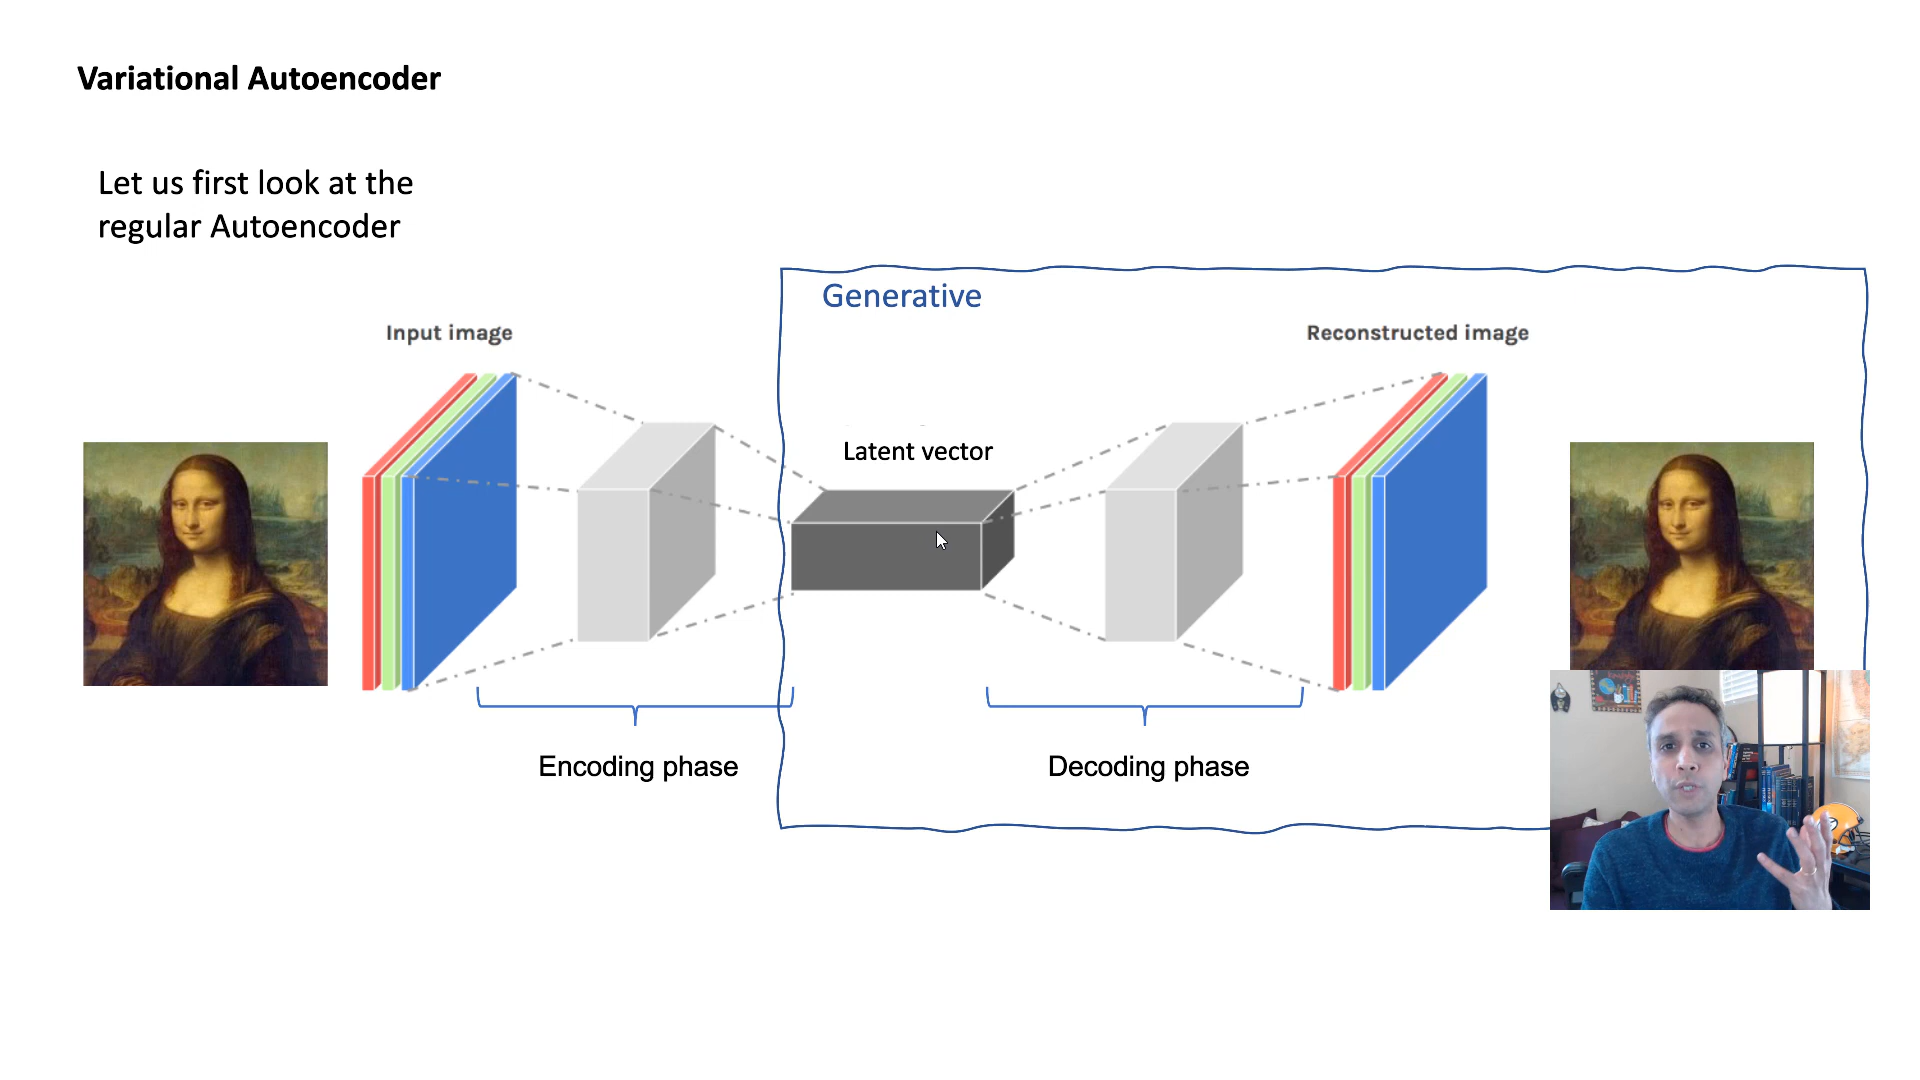 Variational Autoencoder
Let us first look at the
regular Autoencoder
Generative
Input image
Reconstructed image
Latent vector
Encoding phase
Decoding phase